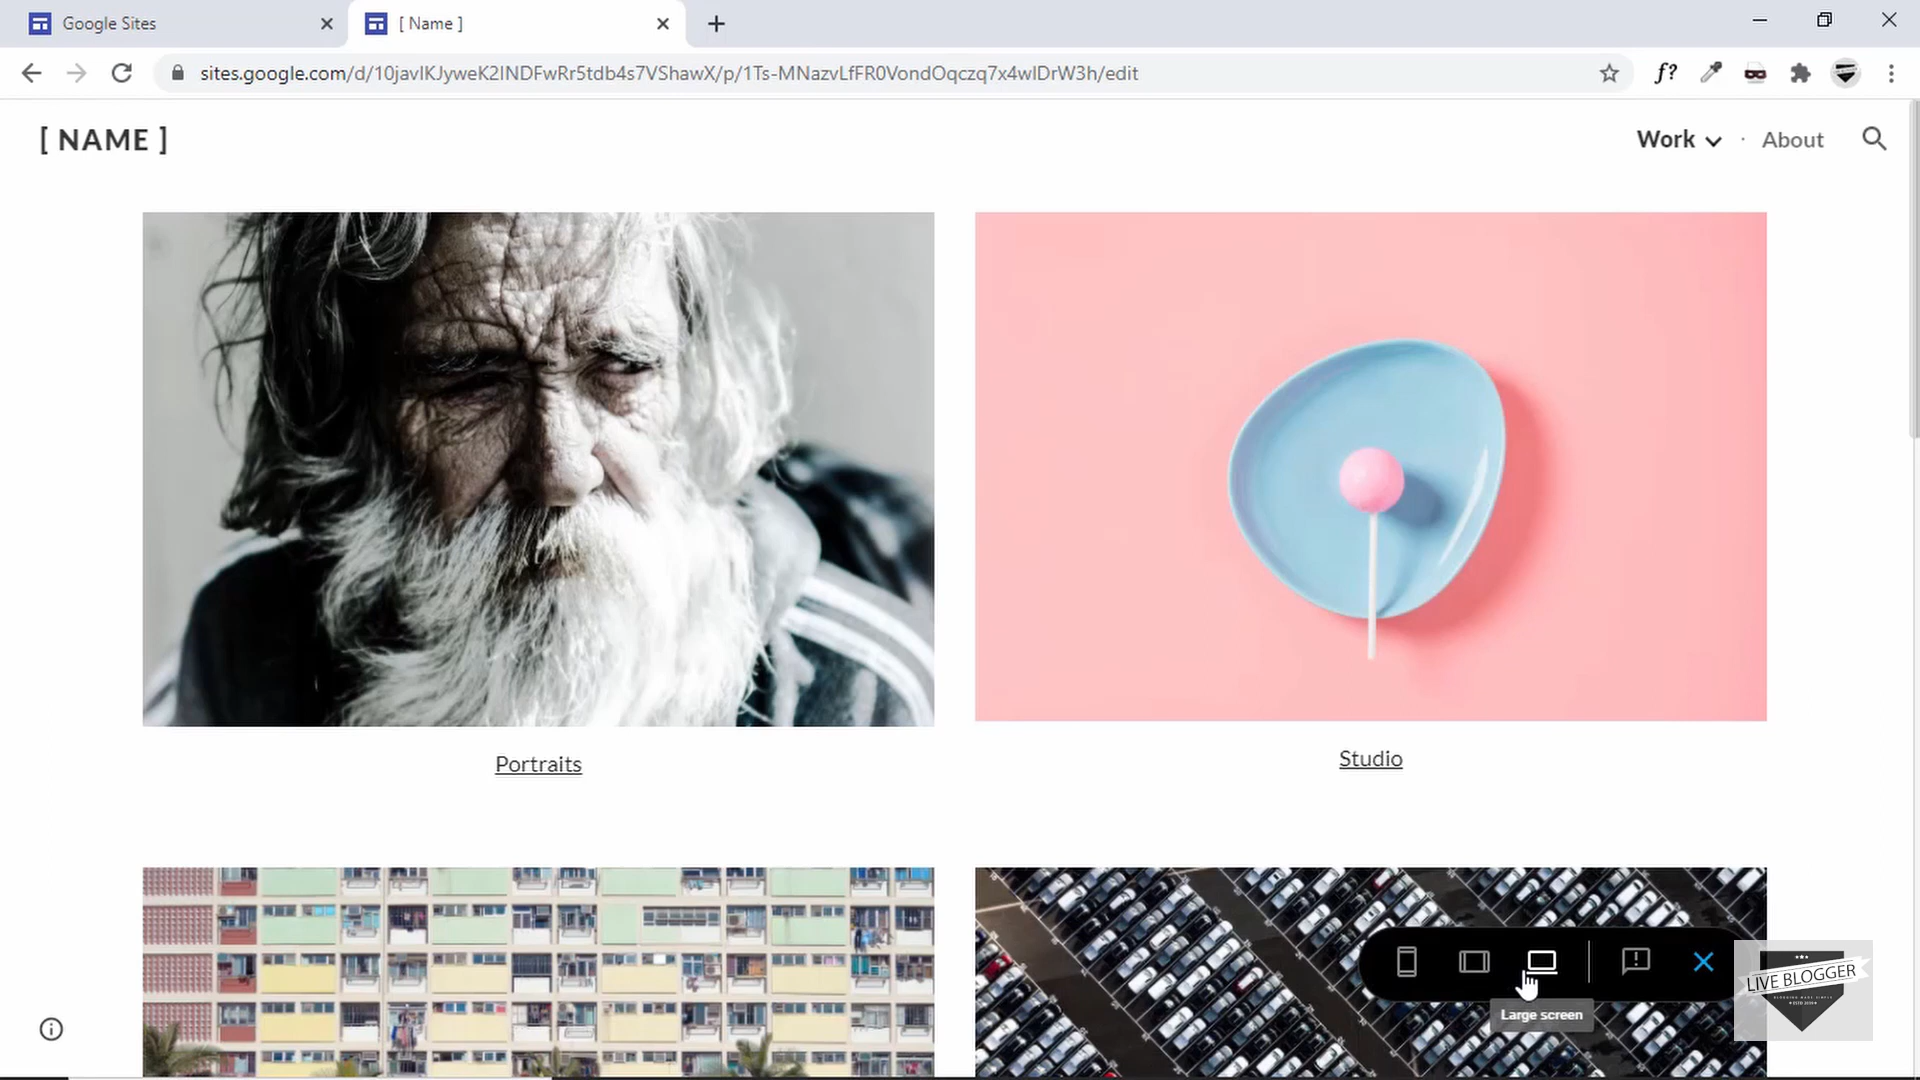 Google Sites
[ Name ]
sites.google.com/d/10javIKJyweK2INDFwRr5tdb4s7VShawX/p/1Ts-MNazvLfFR0VondOqczq7x4wIDrW3h/edit
f?
[ NAME ]
Work
About
Portraits
Studio
Large screen
LIVE BLOGGER